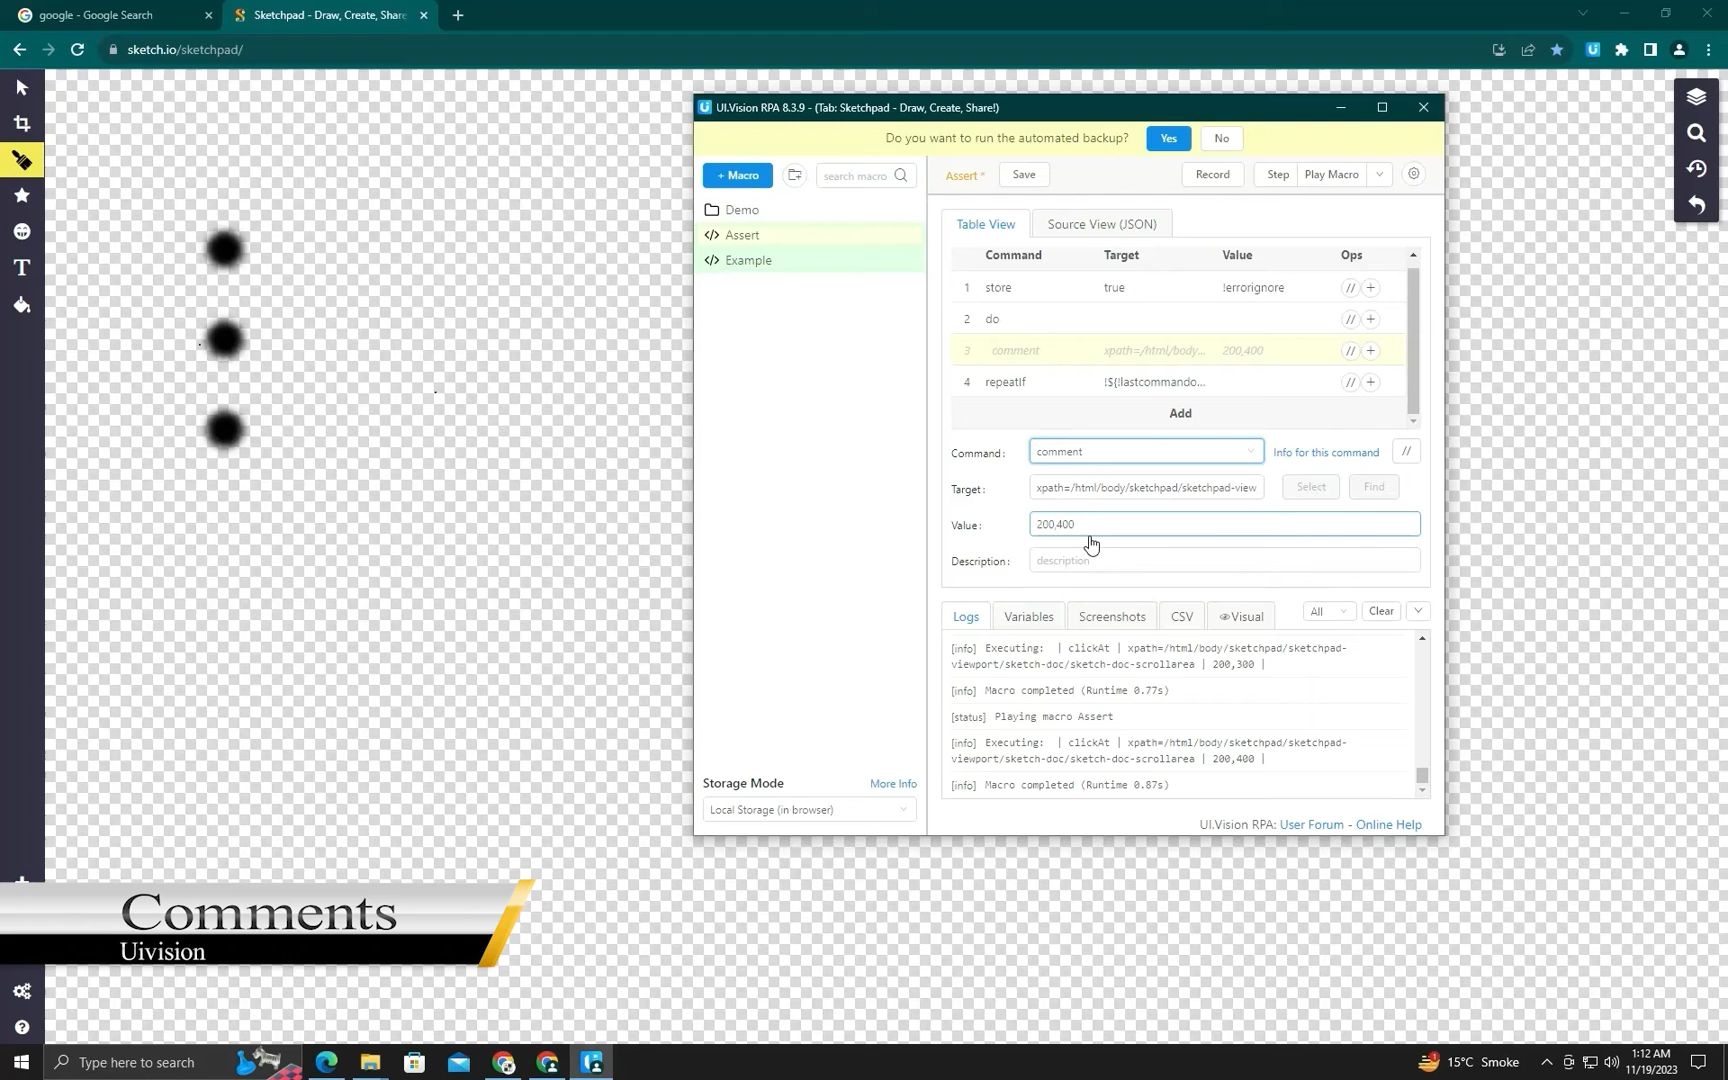 google - Google Search
Sketchpad - Draw, Create, Share
sketch.io/sketchpad/
UI.Vision RPA 8.3.9 - (Tab: Sketchpad - Draw, Create, Share!)
Do you want to run the automated backup? Yes No
+ Macro search macro Assert* Save Record Step Play Macro
Demo
Assert
Example
Table View Source View (JSON)
Command Target Value Ops
1 store true !errorignore // +
2 do // +
3 comment xpath=/html/body... 200,400 // +
4 repeatIf !${!lastcommando... // +
Add
Command: comment Info for this command //
Target: xpath=/html/body/sketchpad/sketchpad-view Select Find
Value: 200,400
Description: description
Logs Variables Screenshots CSV Visual All Clear
[info] Executing: | clickAt | xpath=/html/body/sketchpad/sketchpad-
viewport/sketch-doc/sketch-doc-scrollarea | 200,300 |
[info] Macro completed (Runtime 0.77s)
[status] Playing macro Assert
[info] Executing: | clickAt | xpath=/html/body/sketchpad/sketchpad-
viewport/sketch-doc/sketch-doc-scrollarea | 200,400 |
[info] Macro completed (Runtime 0.87s)
Storage Mode More Info
Local Storage (in browser)
UI.Vision RPA: User Forum - Online Help
T
Comments
Uivision
Type here to search
15°C Smoke
1:12 AM
11/19/2023